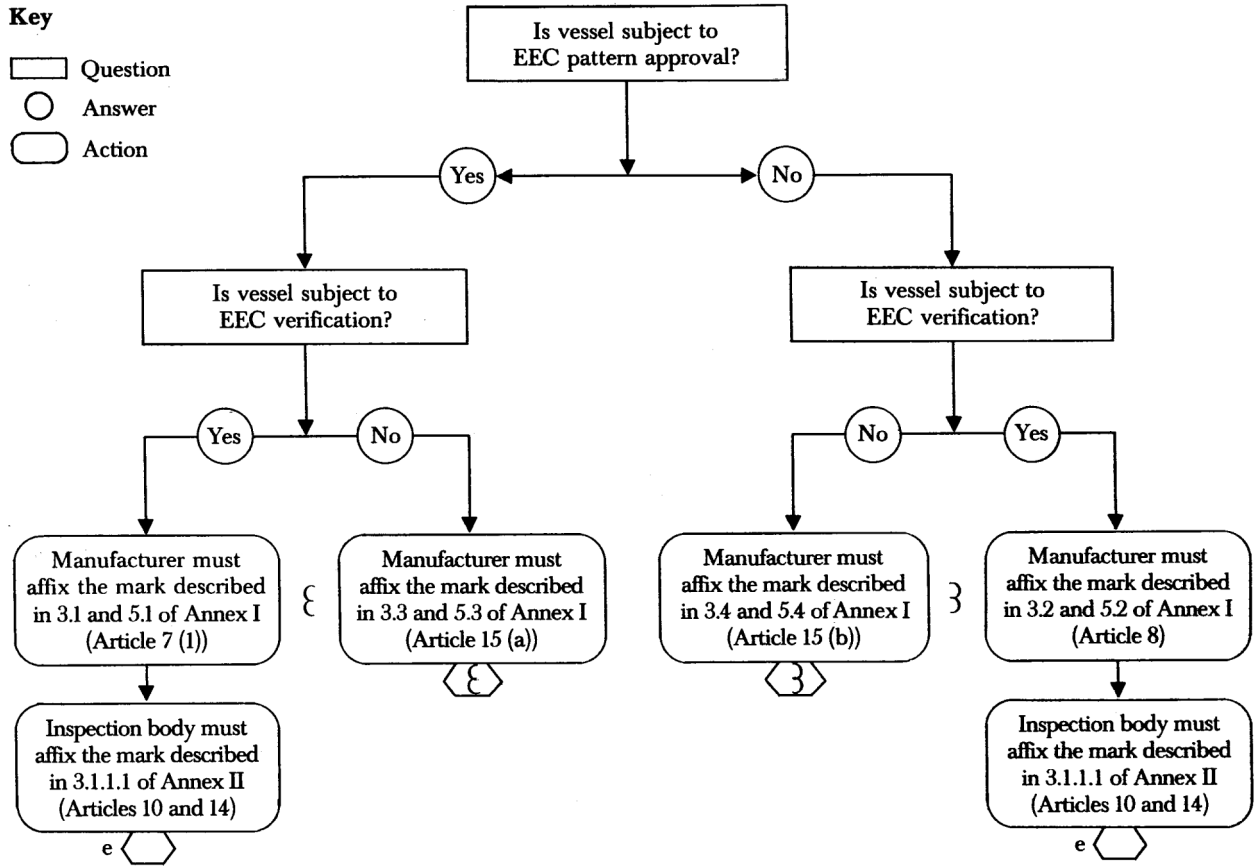 Key
Question
Answer
Action
Is vessel subject to
EEC pattern approval?
Yes
No
Is vessel subject to
EEC verification?
Is vessel subject to
EEC verification?
Yes
No
No
Yes
Manufacturer must
affix the mark described
in 3.1 and 5.1 of Annex I
(Article 7 (1))
Manufacturer must
affix the mark described
in 3.3 and 5.3 of Annex I
(Article 15 (a))
Manufacturer must
affix the mark described
in 3.4 and 5.4 of Annex I
(Article 15 (b))
Manufacturer must
affix the mark described
in 3.2 and 5.2 of Annex I
(Article 8)
Inspection body must
affix the mark described
in 3.1.1.1 of Annex II
(Articles 10 and 14)
Inspection body must
affix the mark described
in 3.1.1.1 of Annex II
(Articles 10 and 14)
e
e